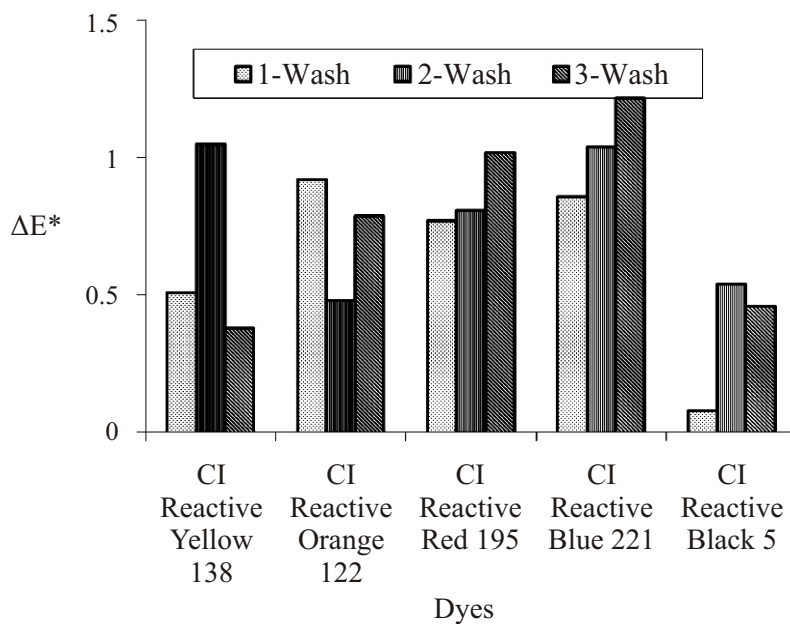 1.5
1-Wash 2-Wash 3-Wash
1
ΔE*
0.5
0
CI Reactive Yellow 138
CI Reactive Orange 122
CI Reactive Red 195
CI Reactive Blue 221
CI Reactive Black 5
Dyes